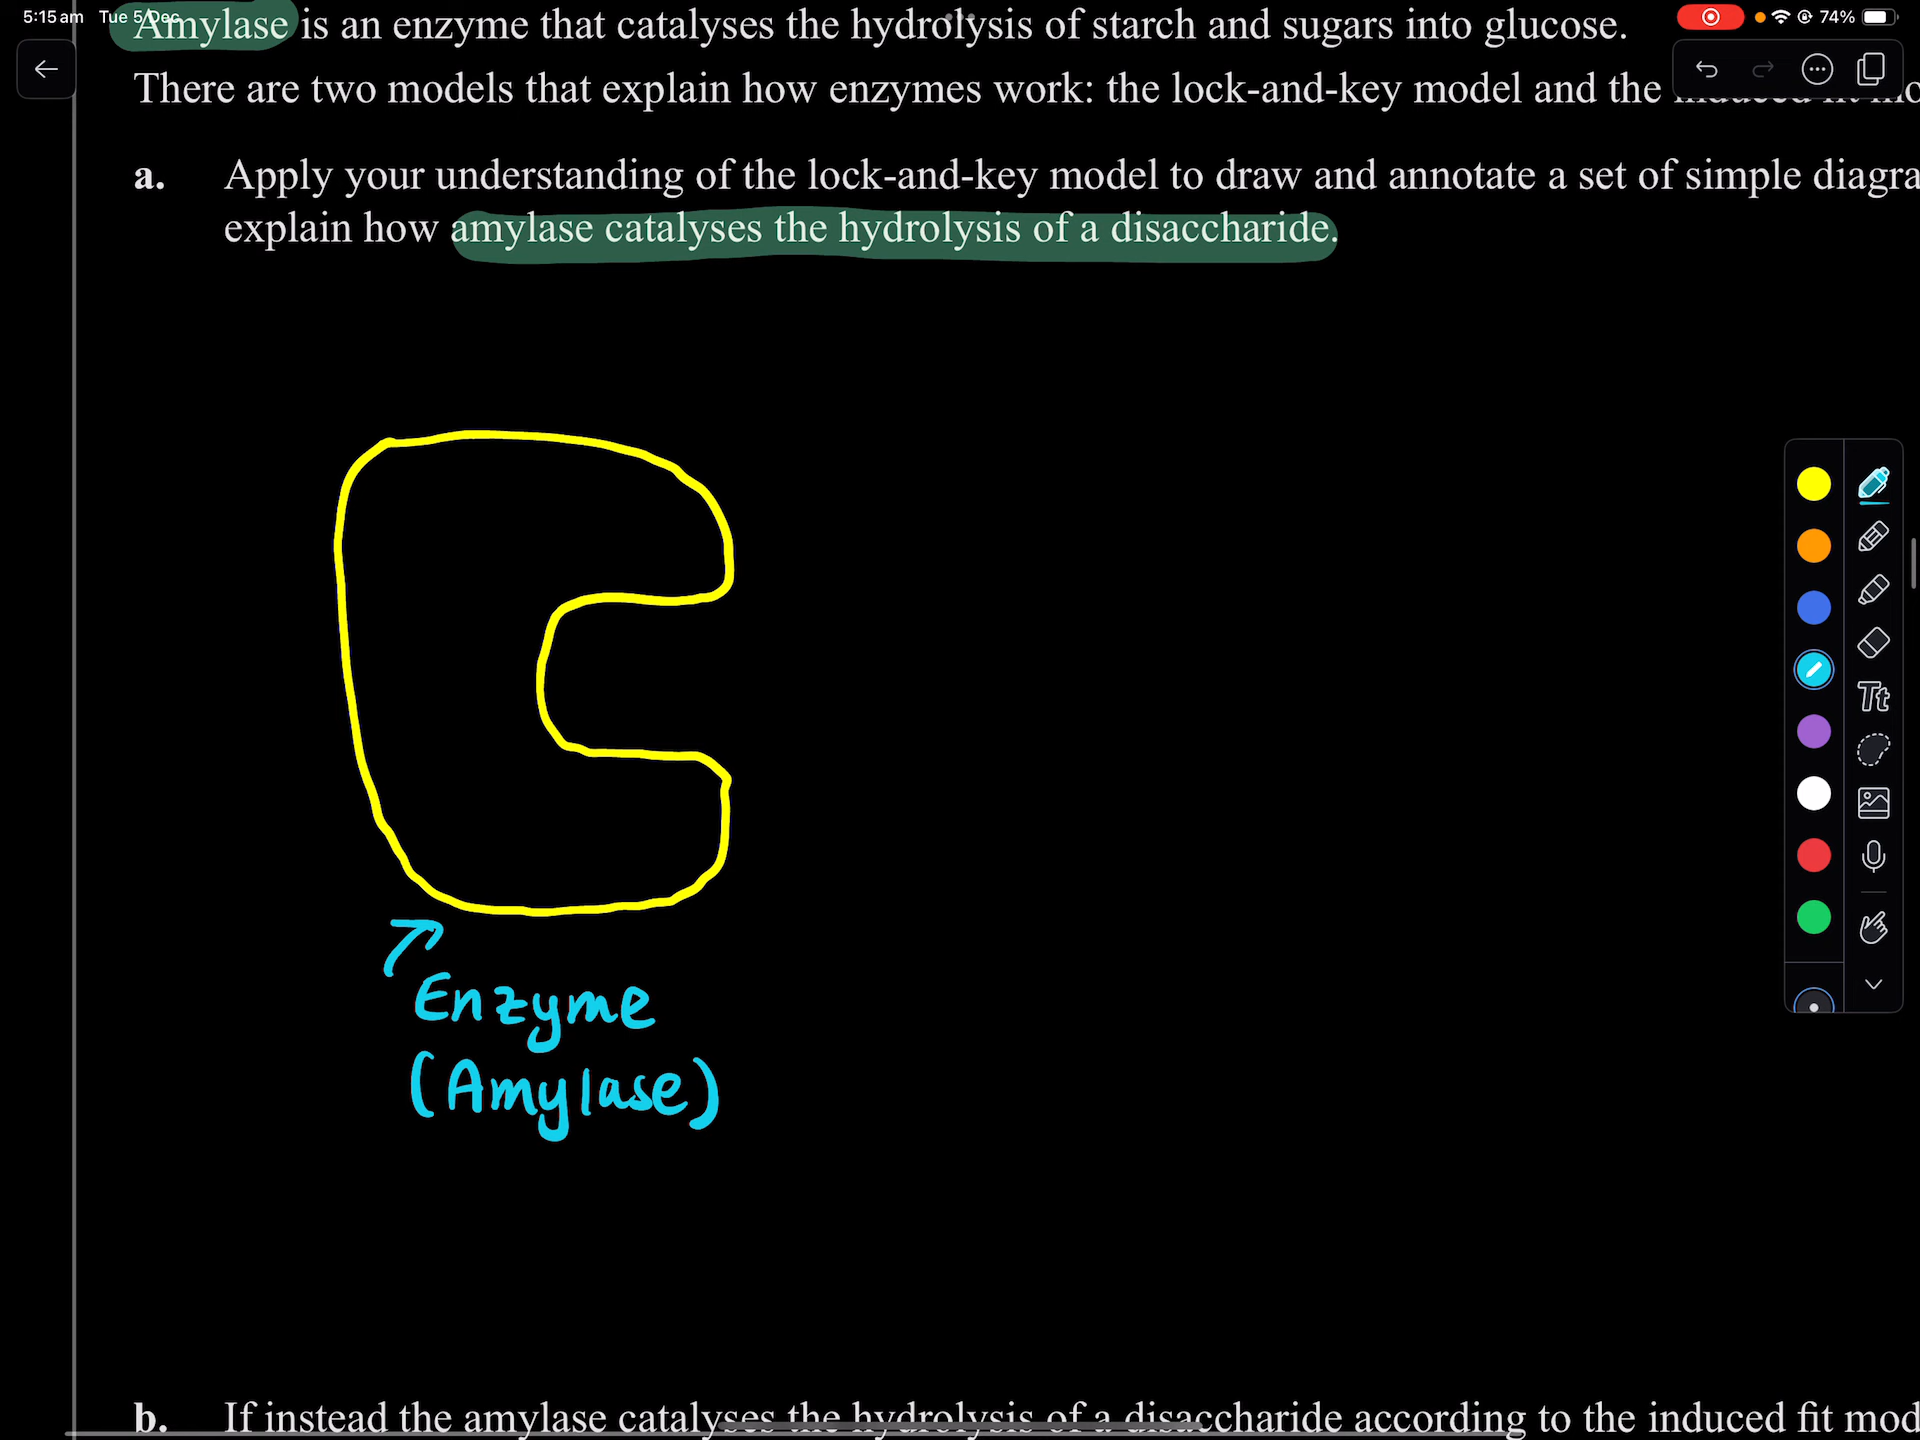 5:15 am Tue 5 Dec
74%
Amylase is an enzyme that catalyses the hydrolysis of starch and sugars into glucose.
There are two models that explain how enzymes work: the lock-and-key model and the induced fit mo
a. Apply your understanding of the lock-and-key model to draw and annotate a set of simple diagra
explain how amylase catalyses the hydrolysis of a disaccharide.
Tt
Enzyme
(Amylase)
b. If instead the amylase catalyses the hydrolysis of a disaccharide according to the induced fit mod